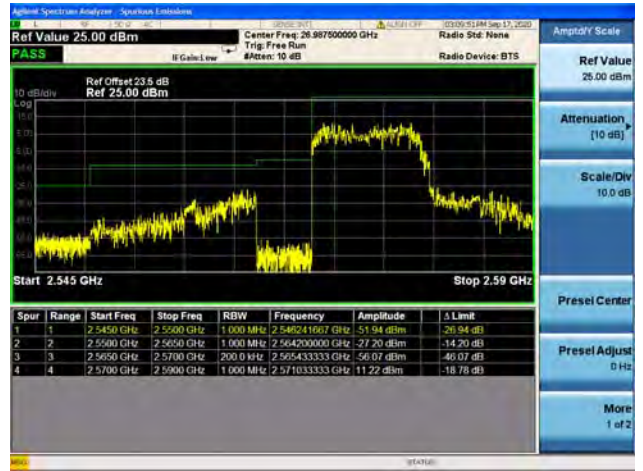 Agilent Spectrum Analyzer - Spurious Emissions
Ref Value 25.00 dBm
Center Freq: 26.987500000 GHz
03:09:51 PM Sep 17, 2020
Radio Std: None
PASS
IFGain:Low
Trig: Free Run
#Atten: 10 dB
Radio Device: BTS
Ref Offset 23.5 dB
10 dB/div
Ref 25.00 dBm
Log
Start 2.545 GHz
Stop 2.59 GHz
Spur Range Start Freq Stop Freq RBW Frequency Amplitude Δ Limit
1 1 2.5450 GHz 2.5500 GHz 1.000 MHz 2.546241667 GHz -51.94 dBm -26.94 dB
2 2 2.5500 GHz 2.5650 GHz 1.000 MHz 2.564200000 GHz -27.20 dBm -14.20 dB
3 3 2.5650 GHz 2.5700 GHz 200.0 kHz 2.565433333 GHz -56.07 dBm -46.07 dB
4 4 2.5700 GHz 2.5900 GHz 1.000 MHz 2.571033333 GHz 11.22 dBm -18.78 dB
Amptd/Y Scale
Ref Value
25.00 dBm
Attenuation
[10 dB]
Scale/Div
10.0 dB
Presel Center
Presel Adjust
0 Hz
More
1 of 2
MSG
STATUS